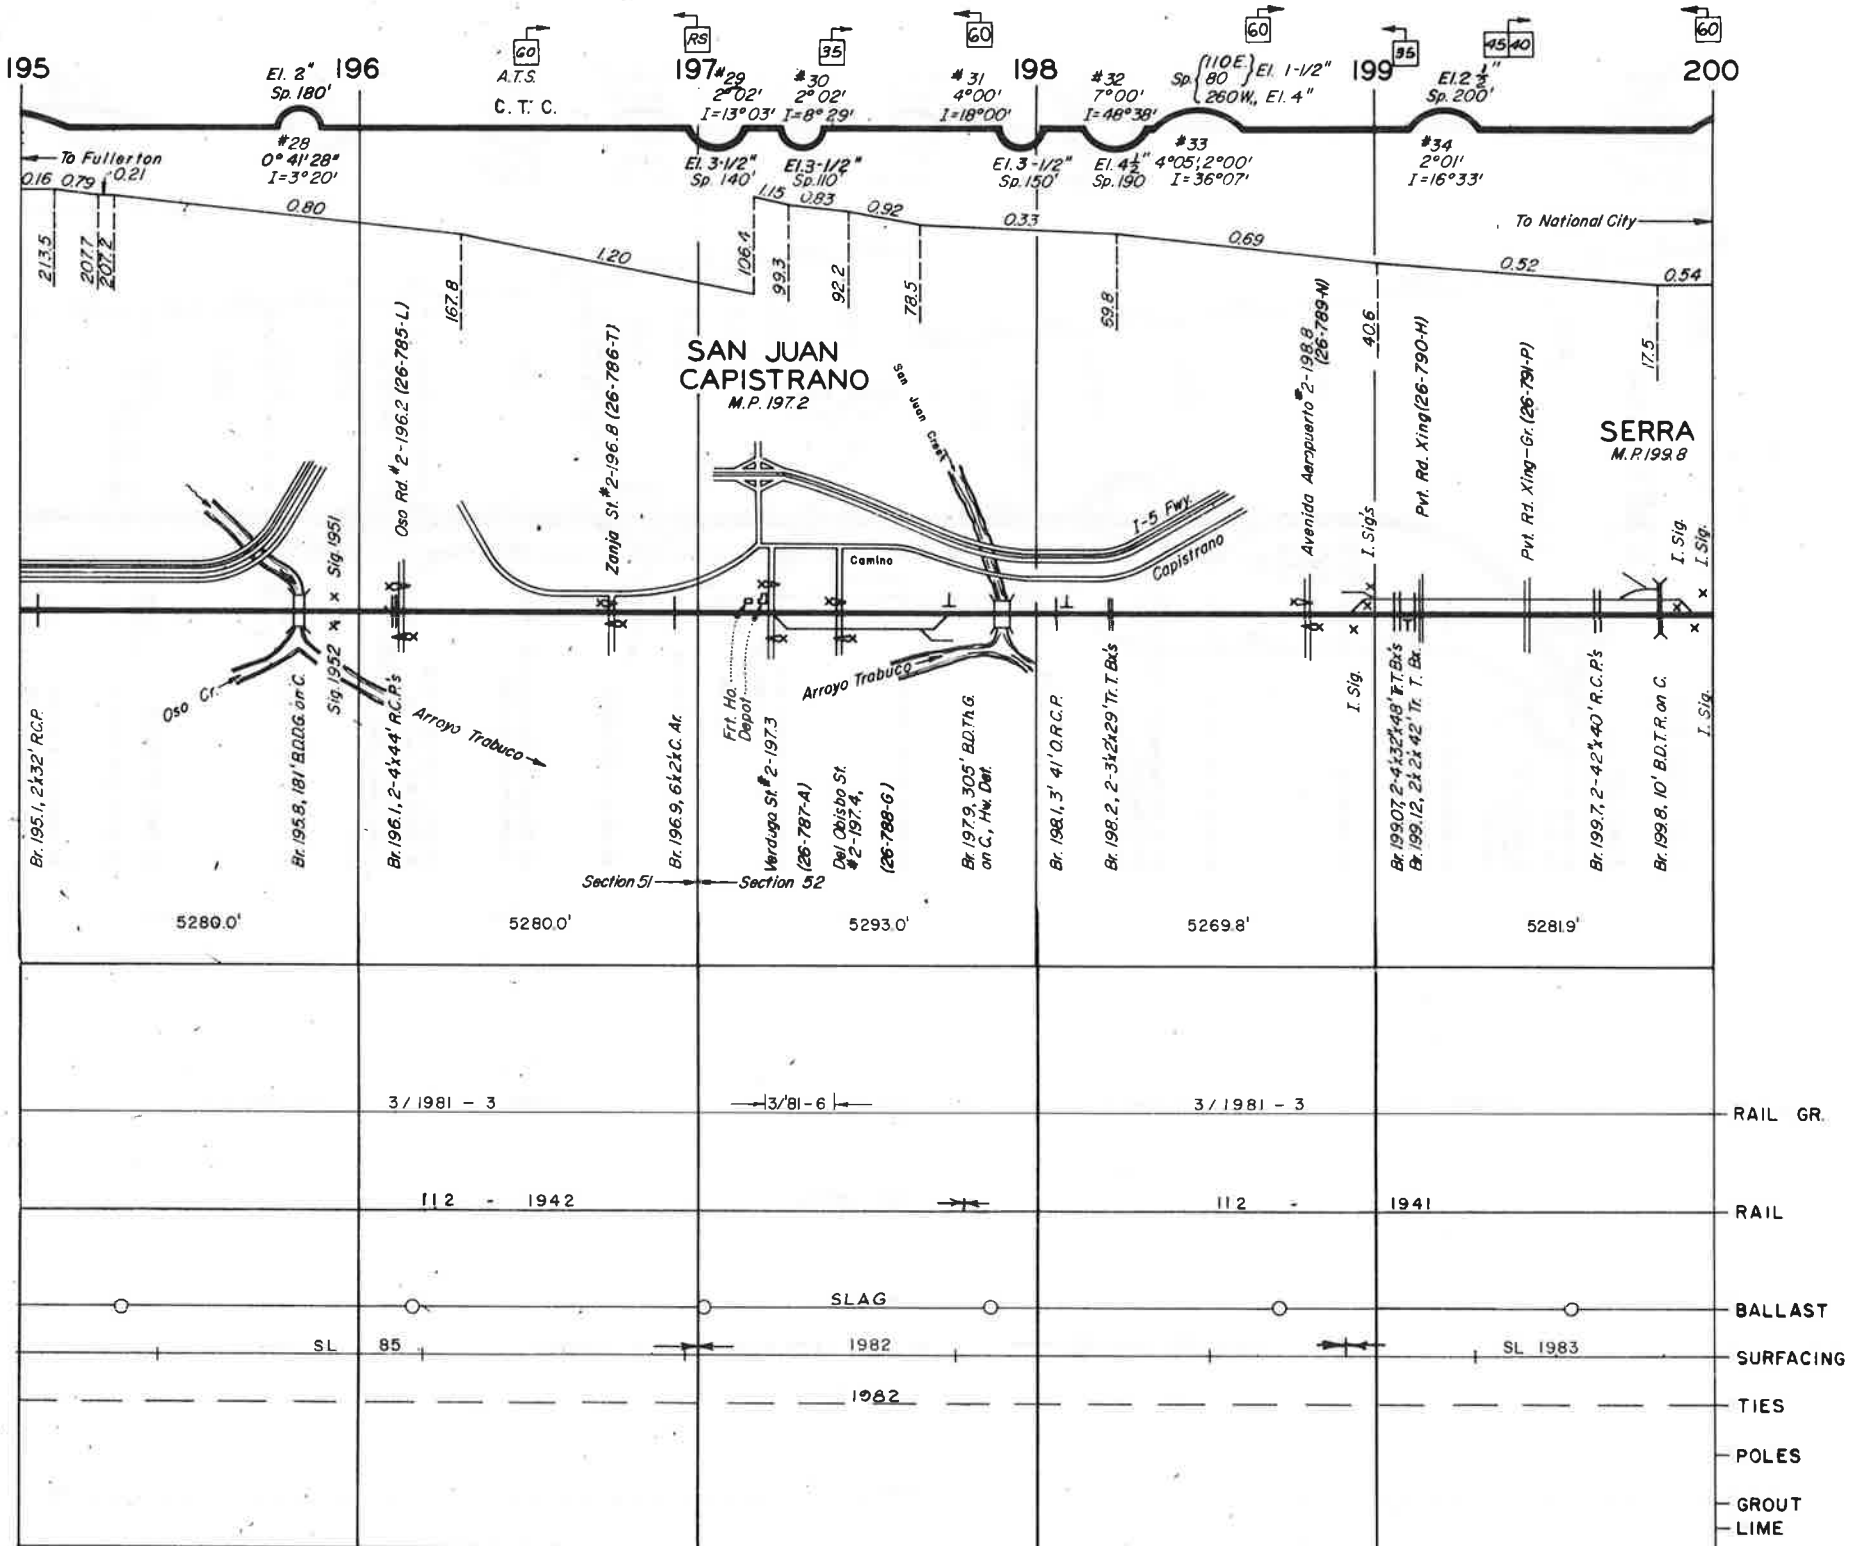 60
RS
35
60
60
35
45 40
60
195
196
197
198
199
200
A.T.S.
C. T. C.
El. 2"
Sp. 180'
#28
0° 41' 28"
I=3° 20'
#29
2° 02'
I=13° 03'
El. 3-1/2"
Sp. 140'
#30
2° 02'
I=8° 29'
El. 3-1/2"
Sp. 110'
#31
4° 00'
I=18° 00'
El. 3-1/2"
Sp. 150'
#32
7° 00'
I=48° 38'
El. 4½"
Sp. 190
Sp. {110E. 80} El. 1-1/2"
260W., El. 4"
#33
4° 05', 2° 00'
I=36° 07'
El. 2½"
Sp. 200'
#34
2° 01'
I=16° 33'
To Fullerton
To National City
0.16
0.79
0.21
0.80
1.20
1.15
0.83
0.92
0.33
0.69
0.52
0.54
213.5
207.7
207.2
167.8
106.4
99.3
92.2
78.5
69.8
40.6
17.5
SAN JUAN
CAPISTRANO
M.P. 197.2
SERRA
M.P. 199.8
Oso Rd. #2-196.2 (26-785-L)
Zanja St. #2-196.8 (26-786-T)
San Juan Creek
Avenida Aeropuerto #2-198.8
(26-789-N)
Pvt. Rd. Xing (26-790-H)
Pvt. Rd. Xing-Gr. (26-791-P)
I-5 Fwy.
Camino
Capistrano
Sig. 1951
Sig. 1952
I. Sig's
I. Sig.
I. Sig.
I. Sig.
I. Sig.
Oso Cr.
Arroyo Trabuco
Arroyo Trabuco
Frt. Ho.
Depot
Br. 195.1, 2'x32' R.C.P.
Br. 195.8, 181' B.D.D.G. on C.
Br. 196.1, 2-4'x44' R.C.P.'s
Br. 196.9, 6'x2'x C. Ar.
Verdugo St. #2-197.3
(26-787-A)
Del Obisbo St.
#2-197.4,
(26-788-G)
Br. 197.9, 305' B.D.Th.G.
on C., Hw. Det.
Br. 198.1, 3' 41' O.R.C.P.
Br. 198.2, 2-3'x2'x29' Tr. T. Bx's
Br. 199.07, 2-4'x32"x48' Tr. T. Bx's
Br. 199.12, 2'x2'x42' Tr. T. Bx.
Br. 199.7, 2-42"x40' R.C.P.'s
Br. 199.8, 10' B.D.T.R. on C.
Section 51
Section 52
5280.0'
5280.0'
5293.0'
5269.8'
5281.9'
3/1981 - 3
3/81-6
3/1981 - 3
RAIL GR.
112 - 1942
112 - 1941
RAIL
SLAG
BALLAST
SL 85
1982
SL 1983
SURFACING
1982
TIES
POLES
GROUT
LIME